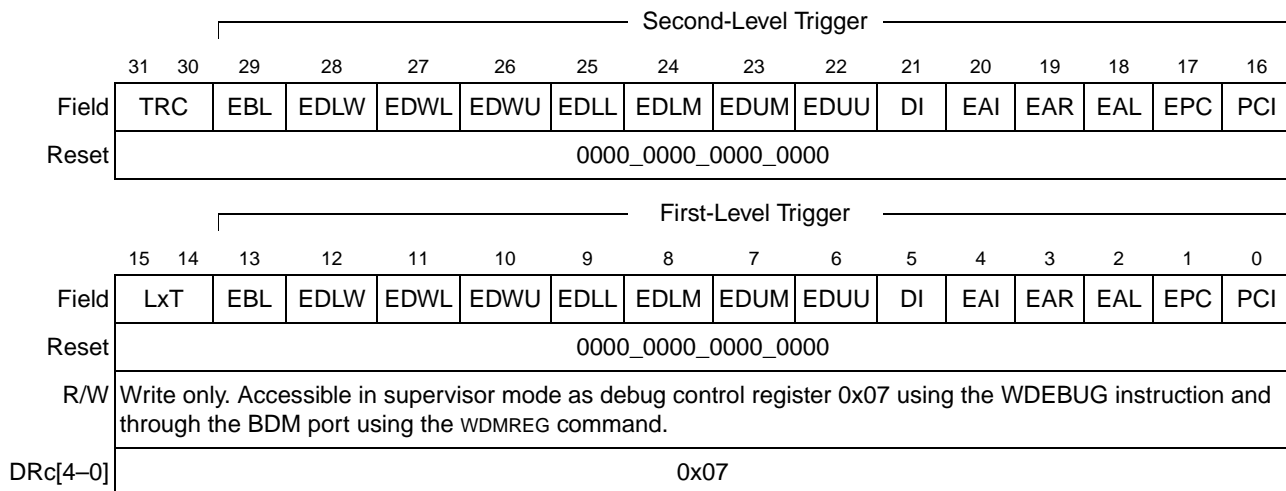 Second-Level Trigger
31 30 29 28 27 26 25 24 23 22 21 20 19 18 17 16
Field TRC EBL EDLW EDWL EDWU EDLL EDLM EDUM EDUU DI EAI EAR EAL EPC PCI
Reset 0000_0000_0000_0000
First-Level Trigger
15 14 13 12 11 10 9 8 7 6 5 4 3 2 1 0
Field LxT EBL EDLW EDWL EDWU EDLL EDLM EDUM EDUU DI EAI EAR EAL EPC PCI
Reset 0000_0000_0000_0000
R/W Write only. Accessible in supervisor mode as debug control register 0x07 using the WDEBUG instruction and
through the BDM port using the WDMREG command.
DRc[4–0] 0x07